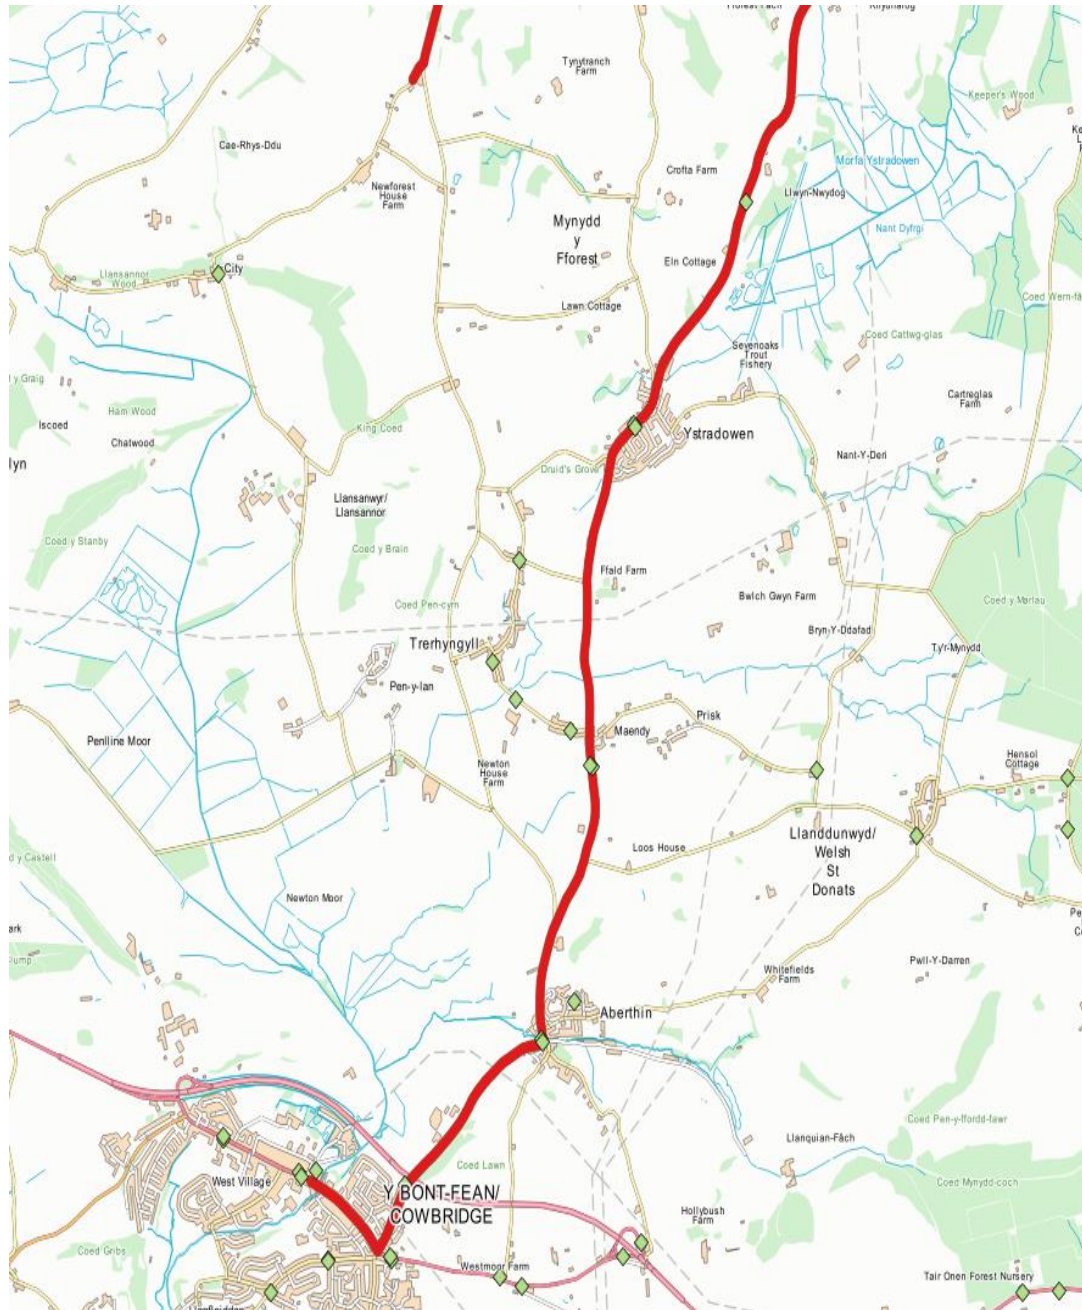 Tynytranch
Farm
Keeper's Wood
Cae-Rhys-Ddu
Morfa Ystradowen
Crofta Farm
Newforest
House
Farm
Llwyn-Nwydog
Mynydd
y
Fforest
Nant Dyfrgi
Eln Cottage
City
Llansannor
Wood
Lawn Cottage
Coed Wern-fa
Coed Cattwg-glas
Sevenoaks
Trout
Fishery
d y Graig
Ham Wood
Cartreglas
Farm
Iscoed
King Coed
Chatwood
Ystradowen
Nant-Y-Deri
lyn
Druid's Grove
Llansanwyr/
Llansannor
Coed y Stanby
Coed y Brain
Ffald Farm
Coed Pen-cyrn
Bwlch Gwyn Farm
Coed y Marlau
Bryn-Y-Ddafad
Trerhyngyll
Ty'r-Mynydd
Pen-y-lan
Prisk
Penlline Moor
Maendy
Hensol
Cottage
Newton
House
Farm
Llanddunwyd/
Welsh
St
Donats
Loos House
d y Castell
Newton Moor
ark
Pwll-Y-Darren
Whitefields
Farm
Aberthin
Coed Pen-y-ffordd-fawr
Llanquian-Fâch
Coed Lawn
West Village
Coed Mynydd-coch
Y BONT-FEAN/
COWBRIDGE
Hollybush
Farm
Coed Gribs
Westmoor Farm
Tair Onen Forest Nursery